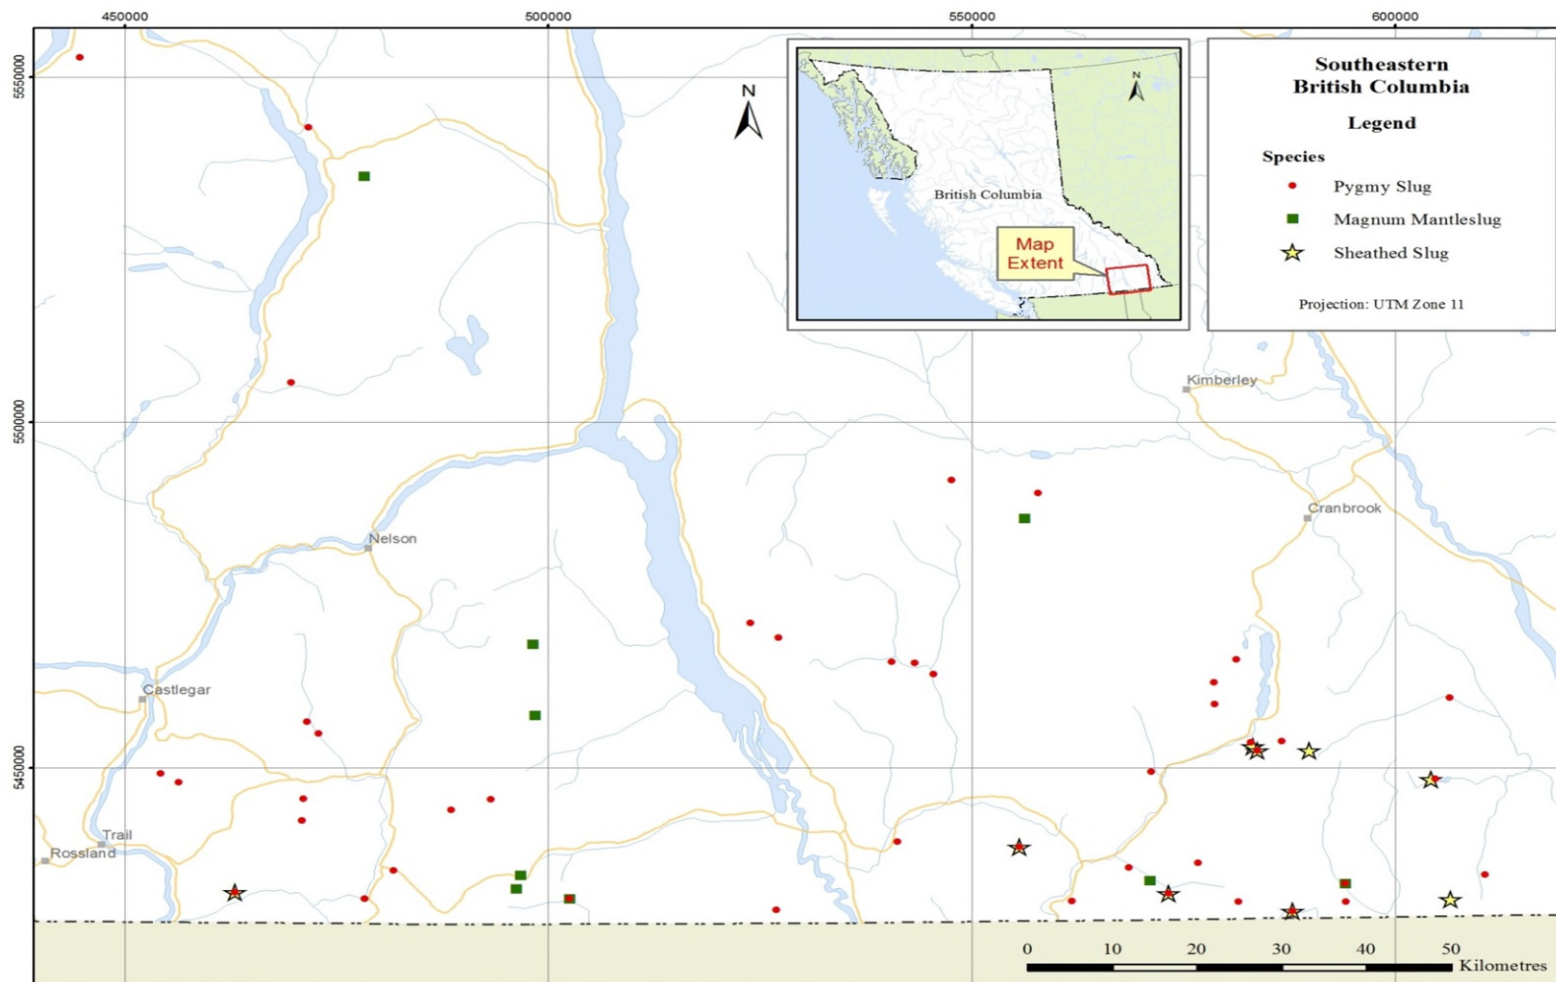 450000
500000
550000
600000
5550000
5500000
5450000
N
N
British Columbia
Map
Extent
Southeastern
British Columbia
Legend
Species
Pygmy Slug
Magnum Mantleslug
Sheathed Slug
Projection: UTM Zone 11
Kimberley
Cranbrook
Nelson
Castlegar
Trail
Rossland
0 10 20 30 40 50
Kilometres